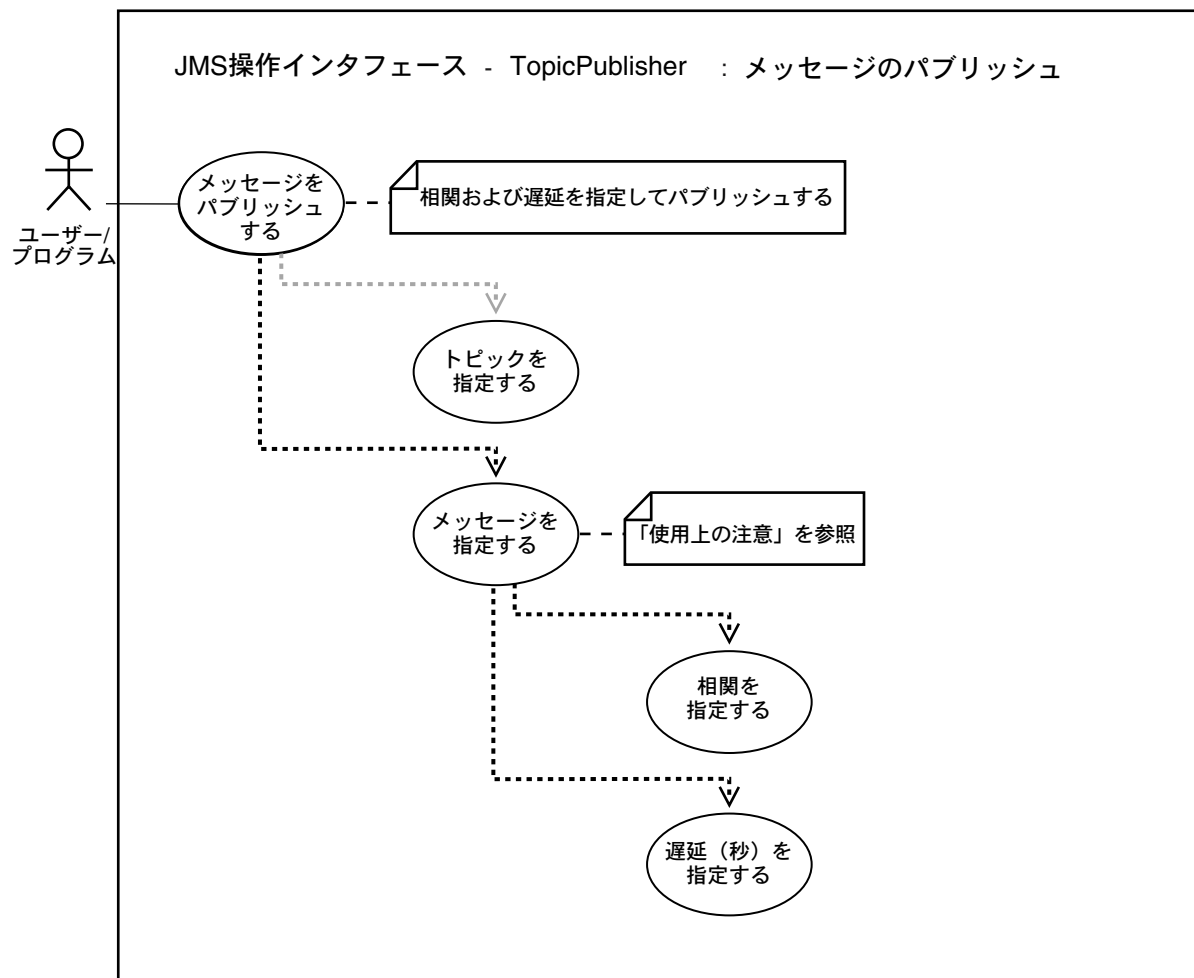 JMS操作インタフェース - TopicPublisher : メッセージのパブリッシュ
ユーザー/
プログラム
メッセージを
パブリッシュ
する
相関および遅延を指定してパブリッシュする
トピックを
指定する
メッセージを
指定する
「使用上の注意」を参照
相関を
指定する
遅延（秒）を
指定する